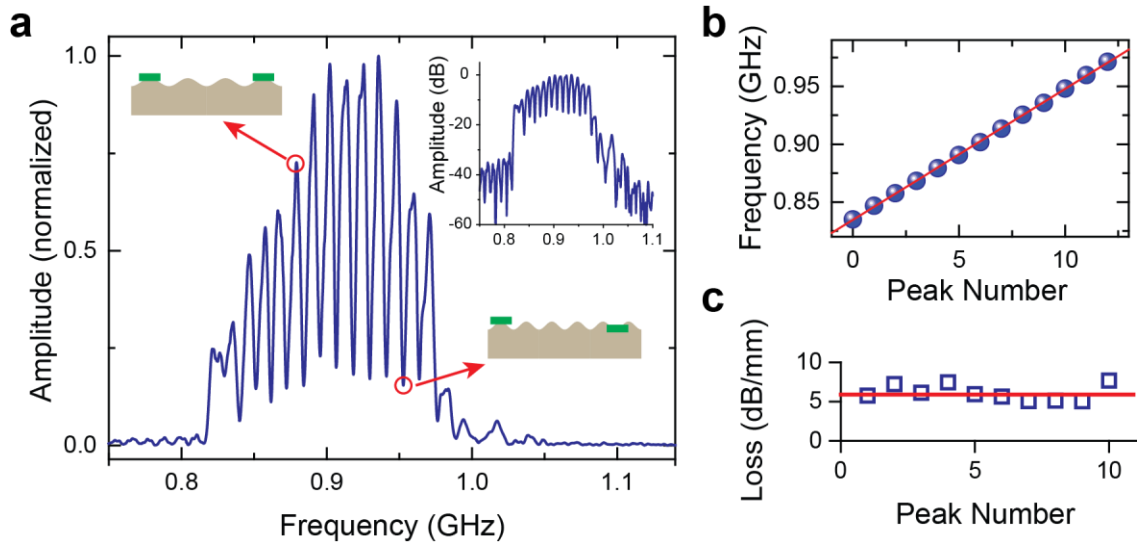 a
Amplitude (normalized)
1.0
0.5
0.0
0.8
0.9
1.0
1.1
Frequency (GHz)
Amplitude (dB)
0
-20
-40
-60
0.8
0.9
1.0
1.1
b
Frequency (GHz)
0.95
0.90
0.85
0
5
10
Peak Number
c
Loss (dB/mm)
10
5
0
0
5
10
Peak Number